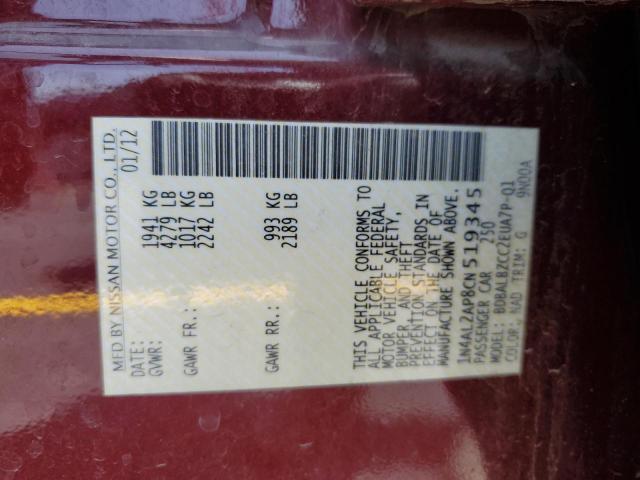 MFD BY NISSAN MOTOR CO., LTD.
DATE: 01/12
GVWR: 1941 KG
4279 LB
GAWR FR.: 1017 KG
2242 LB
GAWR RR.: 993 KG
2189 LB
THIS VEHICLE CONFORMS TO
ALL APPLICABLE FEDERAL
MOTOR VEHICLE SAFETY,
BUMPER, AND THEFT
PREVENTION STANDARDS IN
EFFECT ON THE DATE OF
MANUFACTURE SHOWN ABOVE.
1N4AL2AP8CN519345
PASSENGER CAR 250
MODEL: BDBALBZCC2EUA7P-Q1
COLOR: NAD TRIM: G 9N00A